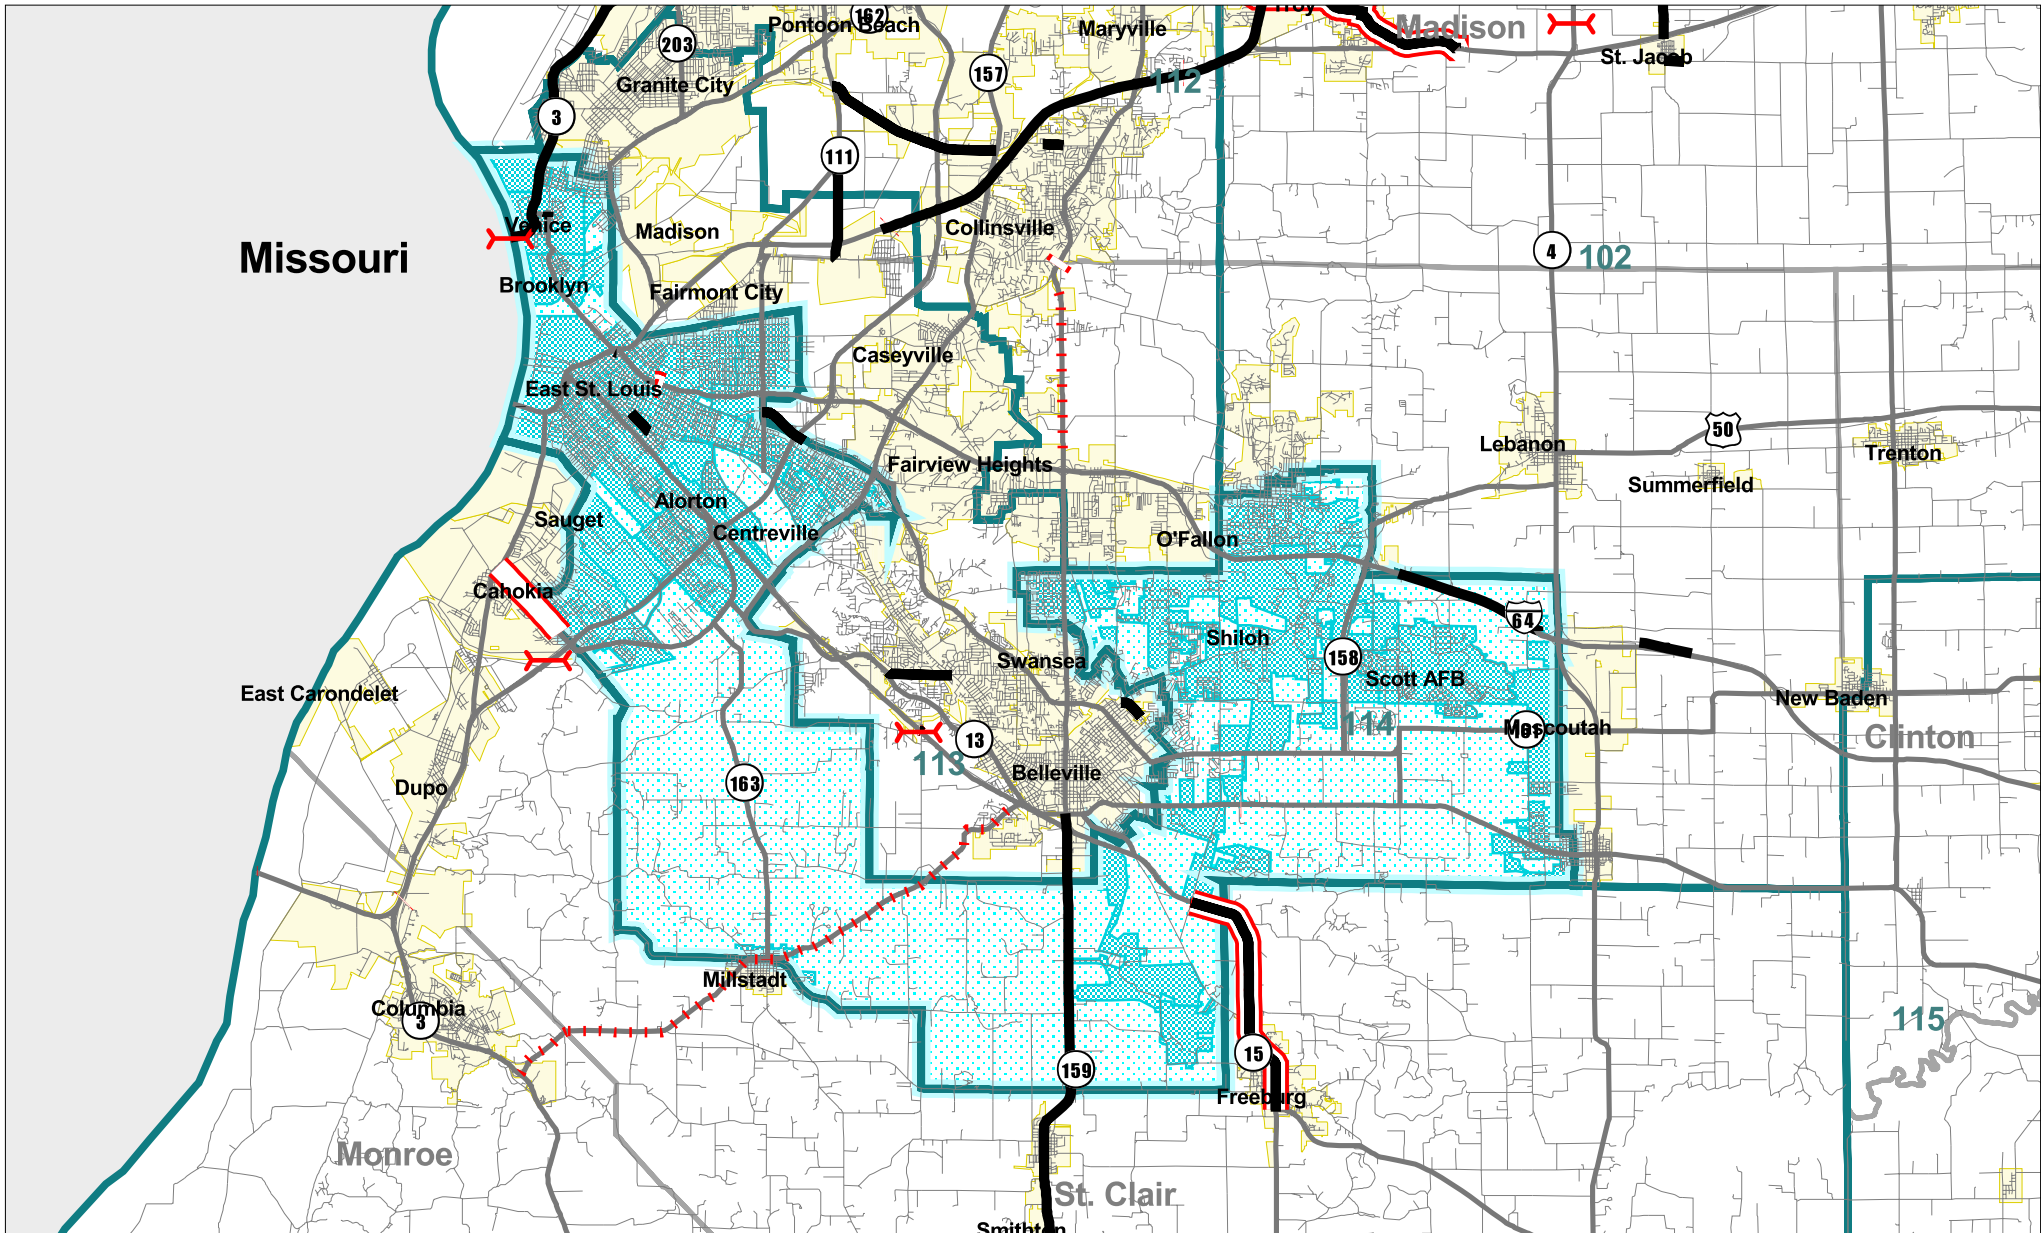 Pontoon Beach
162
Maryville
Troy
Madison
203
St. Jacob
Granite City
157
112
3
111
Venice
Madison
Collinsville
4
102
Missouri
Brooklyn
Fairmont City
Caseyville
East St. Louis
50
Lebanon
Trenton
Fairview Heights
Summerfield
Alorton
Sauget
Centreville
O'Fallon
Cahokia
64
Shiloh
158
Swansea
Scott AFB
East Carondelet
New Baden
114
161
Mascoutah
13
Clinton
113
Belleville
163
Dupo
Millstadt
Columbia
3
115
15
159
Freeburg
Monroe
St. Clair
Smithton